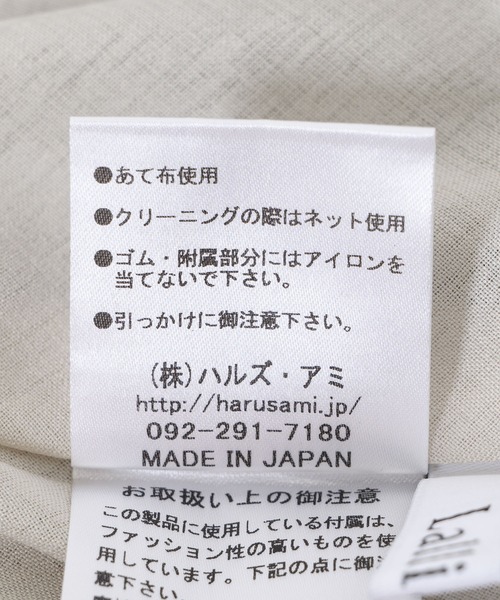 ●あて布使用
●クリーニングの際はネット使用
●ゴム・附属部分にはアイロンを
当てないで下さい。
●引っかけに御注意下さい。
(株)ハルズ・アミ
http://harusami.jp/
092-291-7180
MADE IN JAPAN
お取扱い上の御注意
この製品に使用している付属は、
ファッション性の高いものを使
用しています。下記の点に御注
意下さい。
Lalli